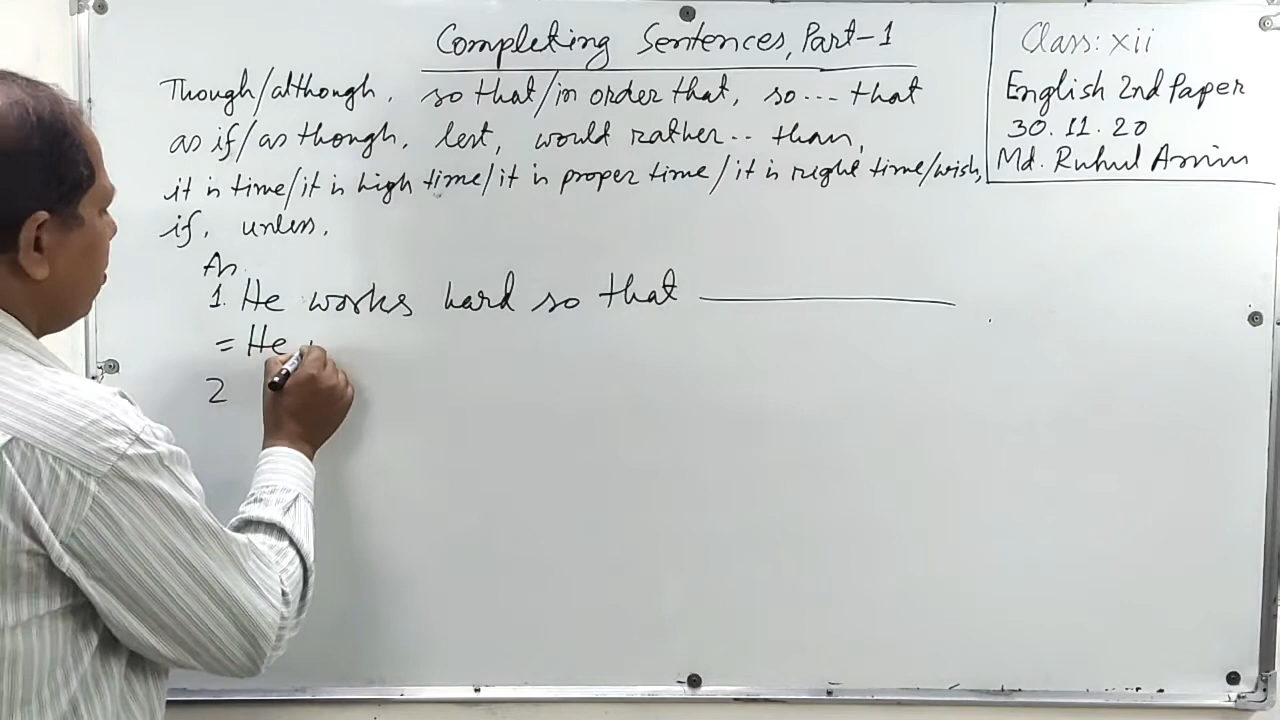 Completing Sentences, Part-1
Though/although, so that/in order that, so --- that
as if/as though, lest, would rather -- than,
it is time/it is high time/it is proper time/it is right time/wish,
if, unless,
As
1. He works hard so that
= He
2
Class: xii
English 2nd Paper
30.11.20
Md. Ruhul Amin